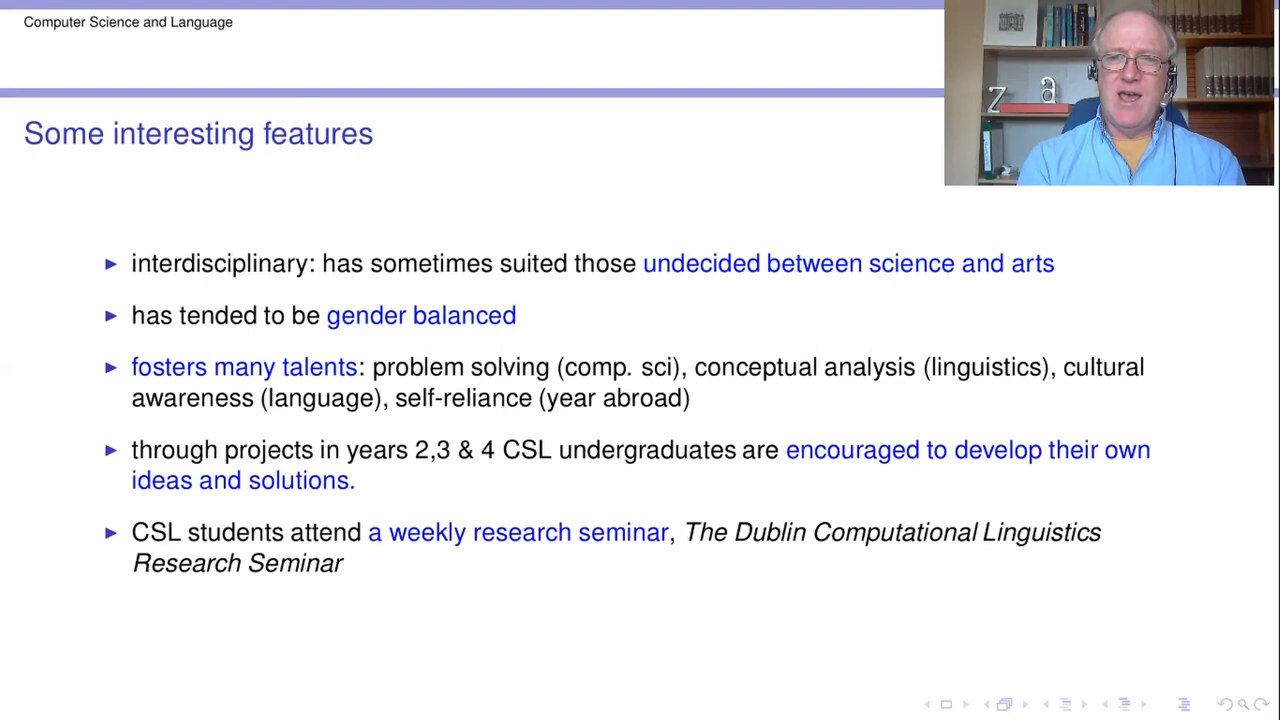 Computer Science and Language
Some interesting features
interdisciplinary: has sometimes suited those undecided between science and arts
has tended to be gender balanced
fosters many talents: problem solving (comp. sci), conceptual analysis (linguistics), cultural
awareness (language), self-reliance (year abroad)
through projects in years 2,3 & 4 CSL undergraduates are encouraged to develop their own
ideas and solutions.
CSL students attend a weekly research seminar, The Dublin Computational Linguistics
Research Seminar
Z a